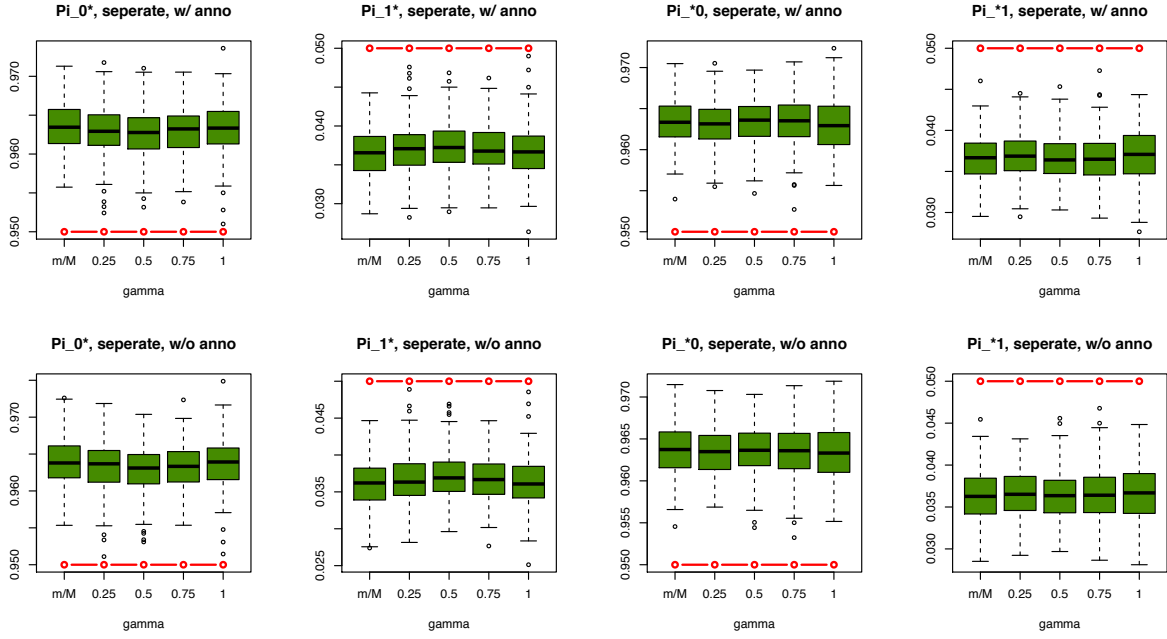 Pi_0*, seperate, w/ anno
Pi_1*, seperate, w/ anno
Pi_*0, seperate, w/ anno
Pi_*1, seperate, w/ anno
0.970
0.960
0.950
0.050
0.040
0.030
0.970
0.960
0.950
0.050
0.040
0.030
m/M 0.25 0.5 0.75 1
m/M 0.25 0.5 0.75 1
m/M 0.25 0.5 0.75 1
m/M 0.25 0.5 0.75 1
gamma
gamma
gamma
gamma
Pi_0*, seperate, w/o anno
Pi_1*, seperate, w/o anno
Pi_*0, seperate, w/o anno
Pi_*1, seperate, w/o anno
0.970
0.960
0.950
0.045
0.035
0.025
0.970
0.965
0.960
0.955
0.950
0.050
0.045
0.040
0.035
0.030
m/M 0.25 0.5 0.75 1
m/M 0.25 0.5 0.75 1
m/M 0.25 0.5 0.75 1
m/M 0.25 0.5 0.75 1
gamma
gamma
gamma
gamma